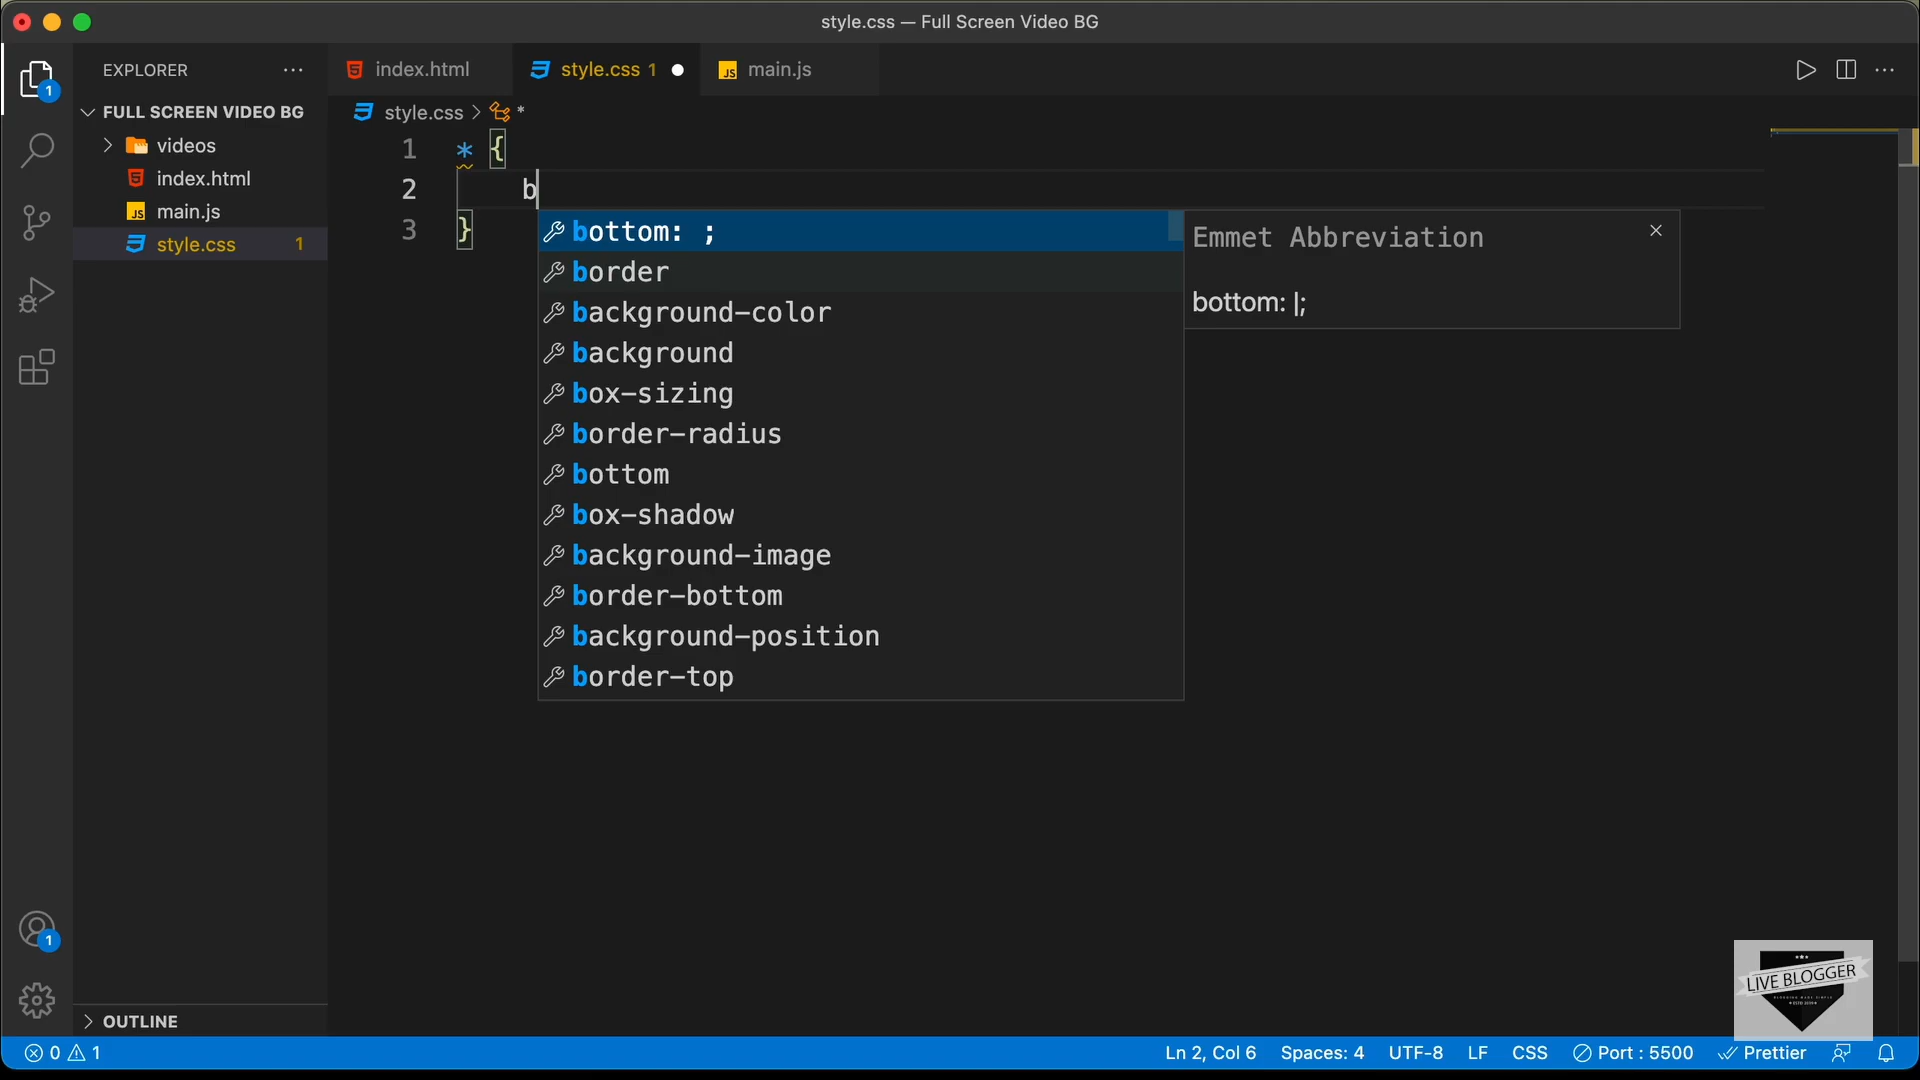 style.css — Full Screen Video BG
EXPLORER
index.html
style.css 1
main.js
1
FULL SCREEN VIDEO BG
style.css > *
videos
index.html
main.js
style.css 1
1 * {
2 b
3 }
bottom: ;
border
background-color
background
box-sizing
border-radius
bottom
box-shadow
background-image
border-bottom
background-position
border-top
Emmet Abbreviation
bottom: |;
1
OUTLINE
LIVE BLOGGER
0 1
Ln 2, Col 6
Spaces: 4
UTF-8
LF
CSS
Port : 5500
Prettier